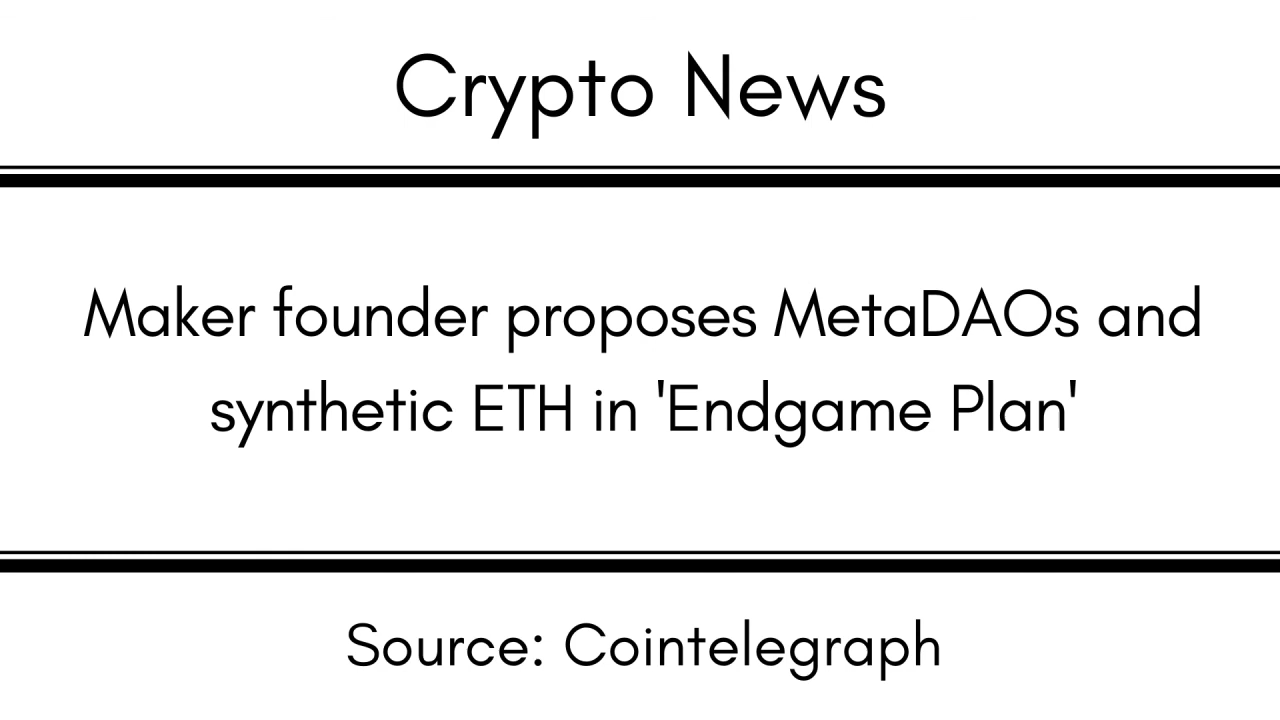 Crypto News
Maker founder proposes MetaDAOs and
synthetic ETH in 'Endgame Plan'
Source: Cointelegraph